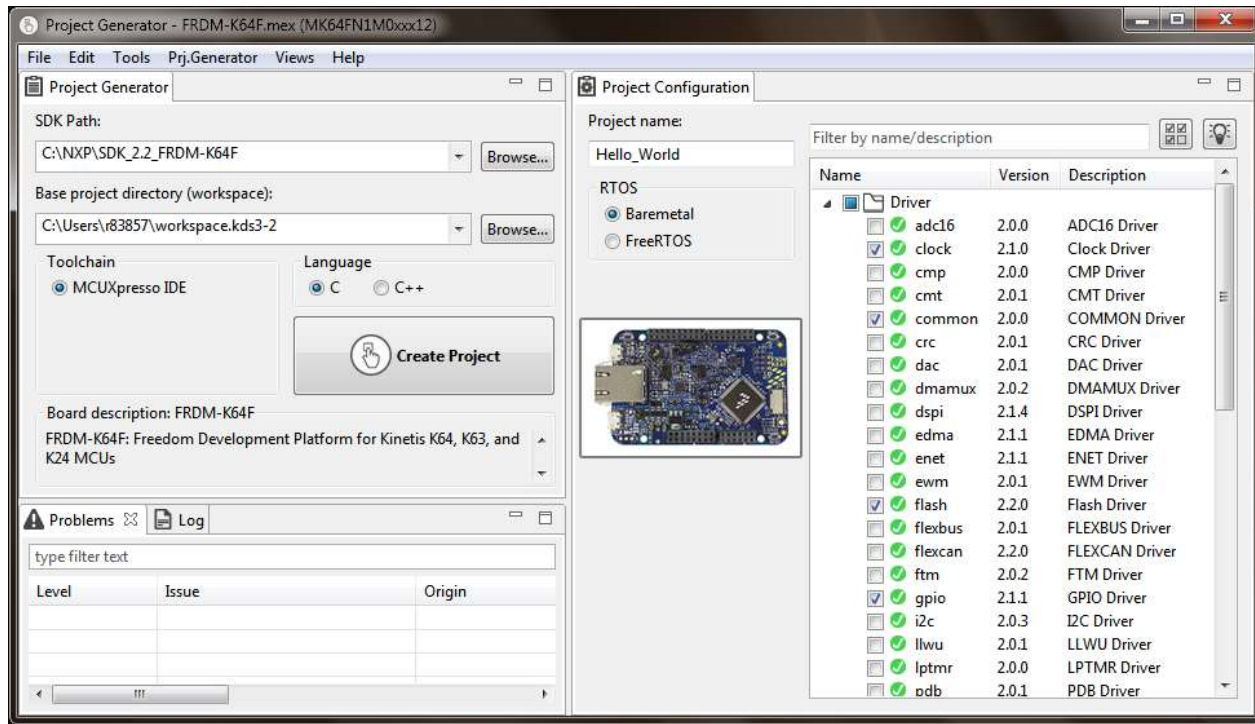 Project Generator - FRDM-K64F.mex (MK64FN1M0xxx12)
File Edit Tools Prj.Generator Views Help
Project Generator
SDK Path:
C:\NXP\SDK_2.2_FRDM-K64F
Browse...
Base project directory (workspace):
C:\Users\r83857\workspace.kds3-2
Browse...
Toolchain
MCUXpresso IDE
Language
C C++
Create Project
Board description: FRDM-K64F
FRDM-K64F: Freedom Development Platform for Kinetis K64, K63, and
K24 MCUs
Problems Log
type filter text
Level Issue Origin
Project Configuration
Project name:
Hello_World
RTOS
Baremetal
FreeRTOS
Filter by name/description
Name Version Description
Driver
adc16 2.0.0 ADC16 Driver
clock 2.1.0 Clock Driver
cmp 2.0.0 CMP Driver
cmt 2.0.1 CMT Driver
common 2.0.0 COMMON Driver
crc 2.0.1 CRC Driver
dac 2.0.1 DAC Driver
dmamux 2.0.2 DMAMUX Driver
dspi 2.1.4 DSPI Driver
edma 2.1.1 EDMA Driver
enet 2.1.1 ENET Driver
ewm 2.0.1 EWM Driver
flash 2.2.0 Flash Driver
flexbus 2.0.1 FLEXBUS Driver
flexcan 2.2.0 FLEXCAN Driver
ftm 2.0.2 FTM Driver
gpio 2.1.1 GPIO Driver
i2c 2.0.3 I2C Driver
llwu 2.0.1 LLWU Driver
lptmr 2.0.0 LPTMR Driver
pdb 2.0.1 PDB Driver